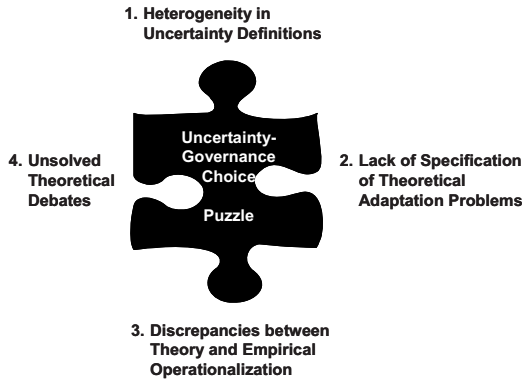 1. Heterogeneity in
Uncertainty Definitions
Uncertainty-
Governance
Choice
Puzzle
2. Lack of Specification
of Theoretical
Adaptation Problems
3. Discrepancies between
Theory and Empirical
Operationalization
4. Unsolved
Theoretical
Debates